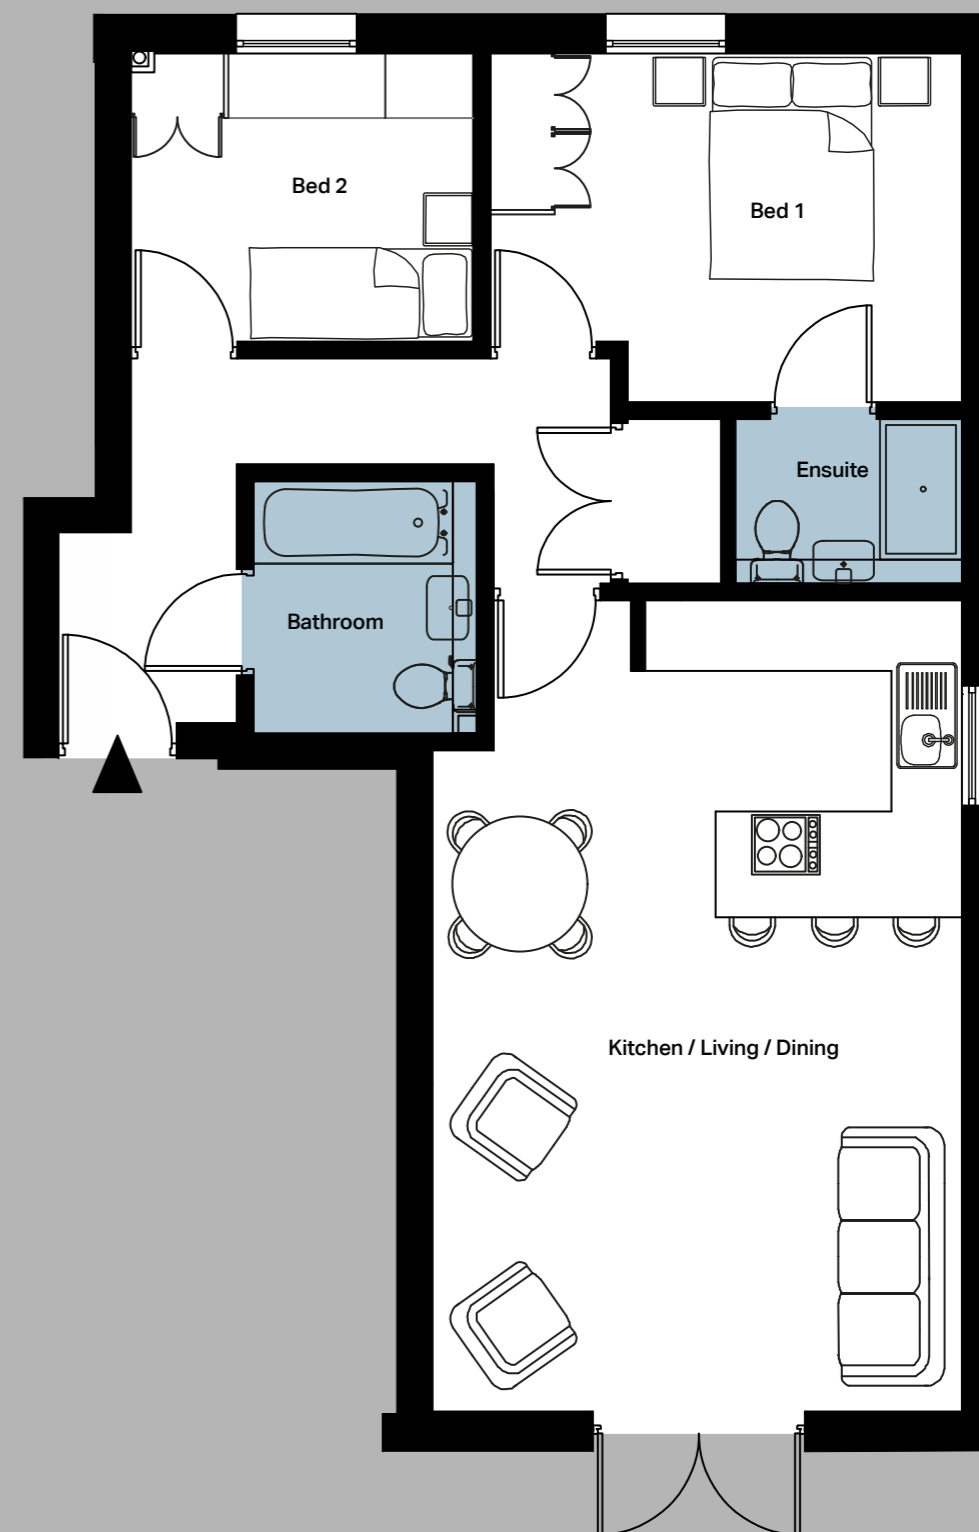 Bed 2
Bed 1
Ensuite
Bathroom
Kitchen / Living / Dining